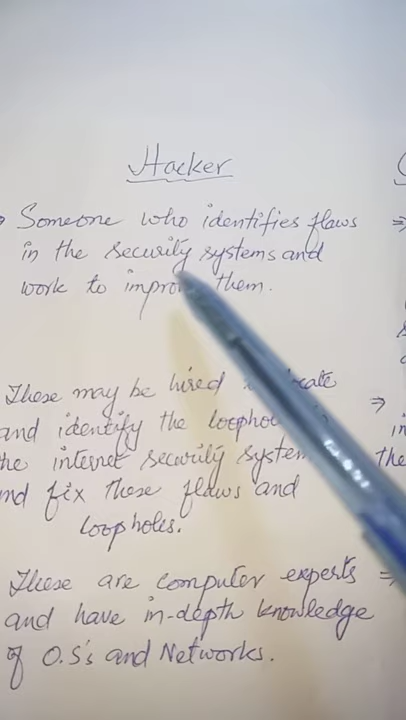 Hacker
Someone who identifies flaws
in the security systems and
work to them.
These may be hired
and identify the
the internet security
and fix these flaws and
loopholes.
These are computer experts
and have in-depth knowledge
of O.S's and Networks.